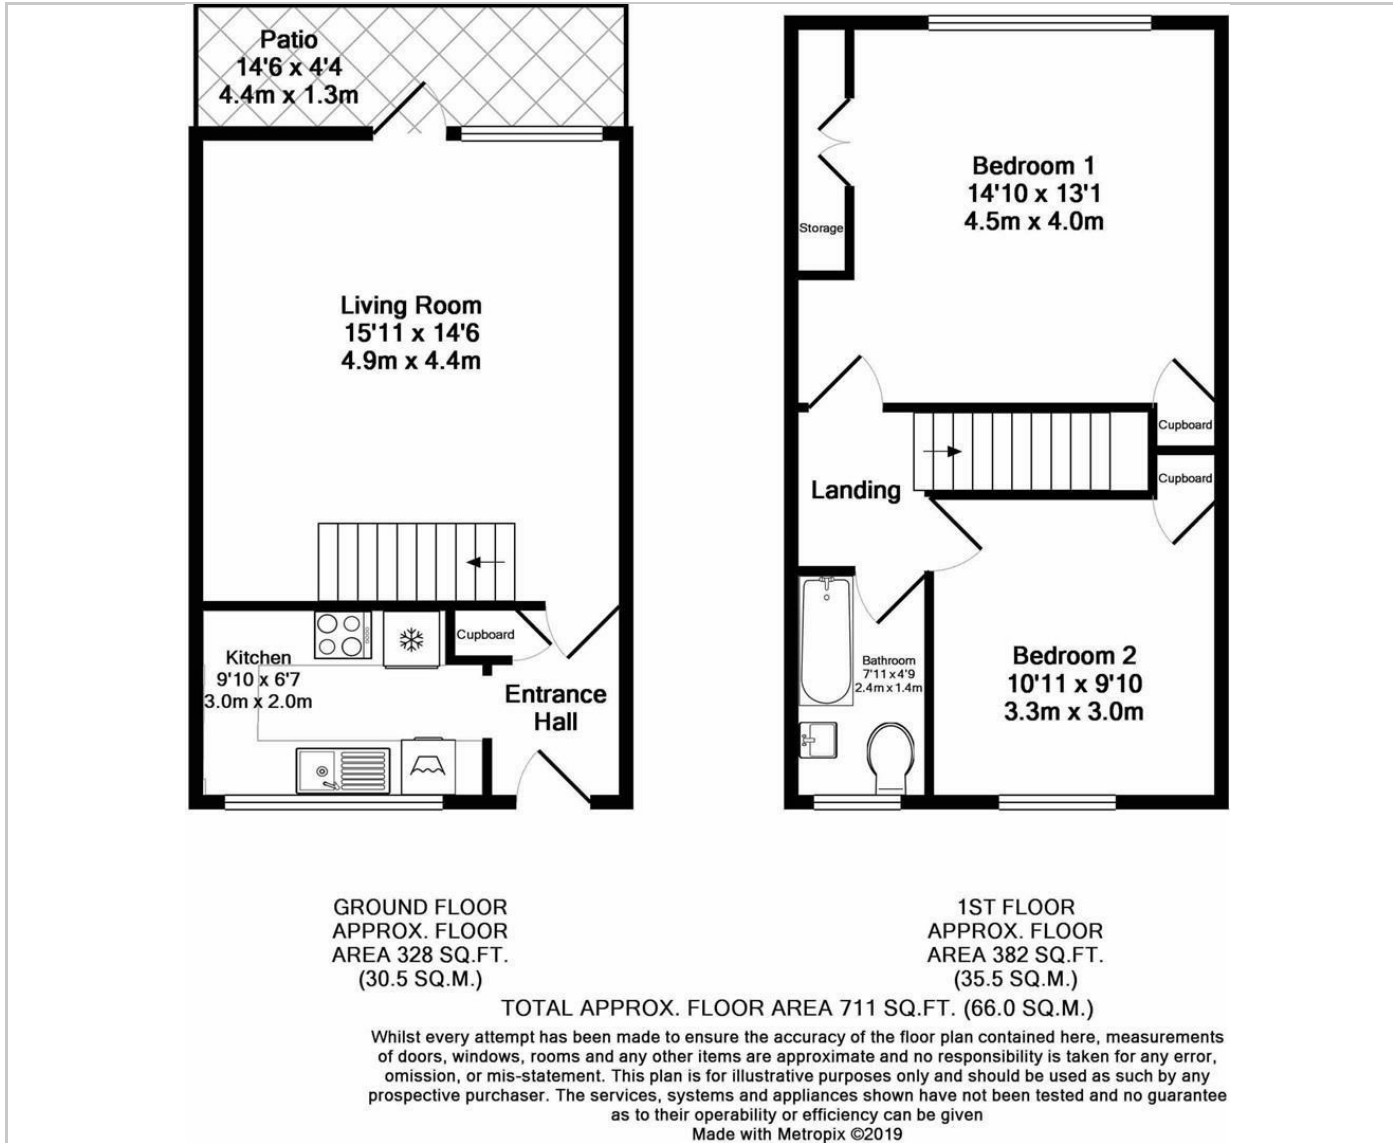 Patio
14'6 x 4'4
4.4m x 1.3m
Living Room
15'11 x 14'6
4.9m x 4.4m
Kitchen
9'10 x 6'7
3.0m x 2.0m
Cupboard
Entrance
Hall
Bedroom 1
14'10 x 13'1
4.5m x 4.0m
Storage
Cupboard
Cupboard
Landing
Bathroom
7'11 x 4'9
2.4m x 1.4m
Bedroom 2
10'11 x 9'10
3.3m x 3.0m
GROUND FLOOR
APPROX. FLOOR
AREA 328 SQ.FT.
(30.5 SQ.M.)
1ST FLOOR
APPROX. FLOOR
AREA 382 SQ.FT.
(35.5 SQ.M.)
TOTAL APPROX. FLOOR AREA 711 SQ.FT. (66.0 SQ.M.)
Whilst every attempt has been made to ensure the accuracy of the floor plan contained here, measurements
of doors, windows, rooms and any other items are approximate and no responsibility is taken for any error,
omission, or mis-statement. This plan is for illustrative purposes only and should be used as such by any
prospective purchaser. The services, systems and appliances shown have not been tested and no guarantee
as to their operability or efficiency can be given
Made with Metropix ©2019